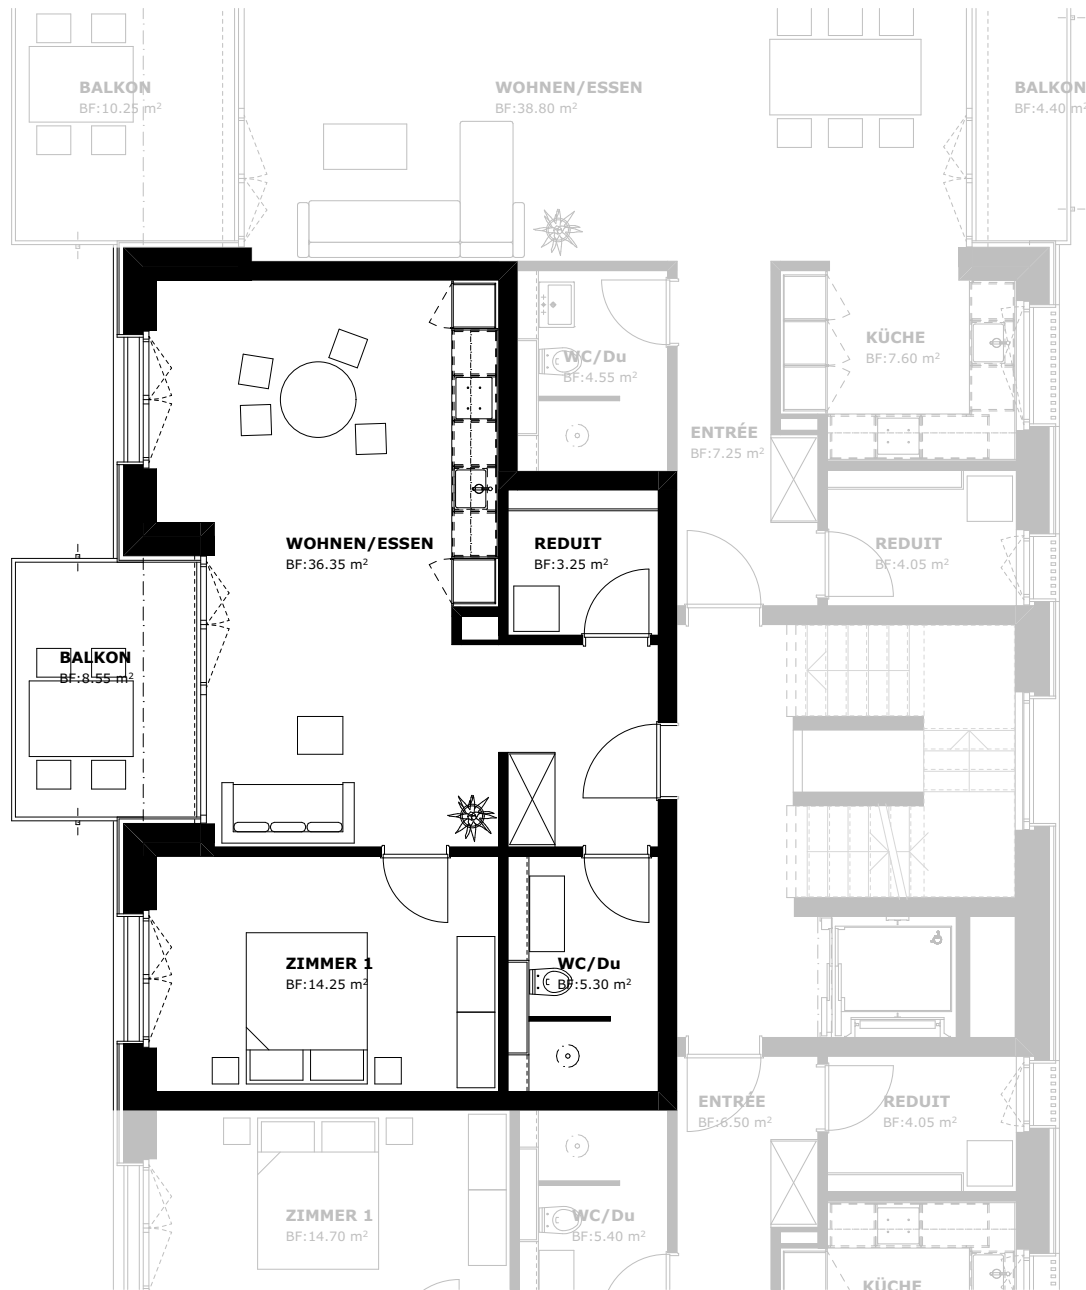 BALKON
BF:10.25 m²
WOHNEN/ESSEN
BF:38.80 m²
BALKON
BF:4.40 m²
WC/Du
BF:4.55 m²
KÜCHE
BF:7.60 m²
ENTRÉE
BF:7.25 m²
WOHNEN/ESSEN
BF:36.35 m²
REDUIT
BF:3.25 m²
REDUIT
BF:4.05 m²
BALKON
BF:8.55 m²
ZIMMER 1
BF:14.25 m²
WC/Du
BF:5.30 m²
ENTRÉE
BF:6.50 m²
REDUIT
BF:4.05 m²
ZIMMER 1
BF:14.70 m²
WC/Du
BF:5.40 m²
KÜCHE